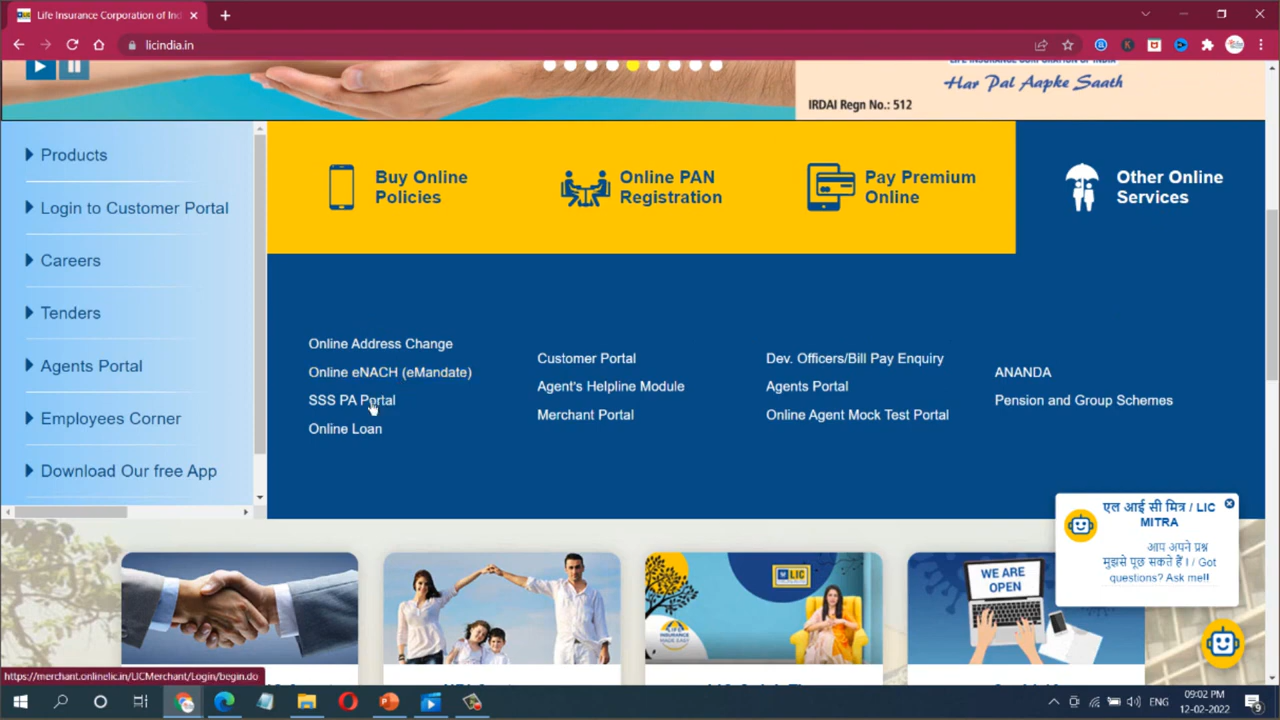 Life Insurance Corporation of Ind
licindia.in
Har Pal Aapke Saath
IRDAI Regn No.: 512
Products
Login to Customer Portal
Careers
Tenders
Agents Portal
Employees Corner
Download Our free App
Buy Online
Policies
Online PAN
Registration
Pay Premium
Online
Other Online
Services
Online Address Change
Online eNACH (eMandate)
SSS PA Portal
Online Loan
Customer Portal
Agent's Helpline Module
Merchant Portal
Dev. Officers/Bill Pay Enquiry
Agents Portal
Online Agent Mock Test Portal
ANANDA
Pension and Group Schemes
एल आई सी मित्र / LIC
MITRA
आप अपने प्रश्न
मुझसे पूछ सकते हैं ! / Got
questions? Ask me!!
LIC
LIFE
INSURANCE
MADE EASY
WE ARE
OPEN
https://merchant.onlinelic.in/LICMerchant/Login/begin.do
ENG
09:02 PM
12-02-2022
9